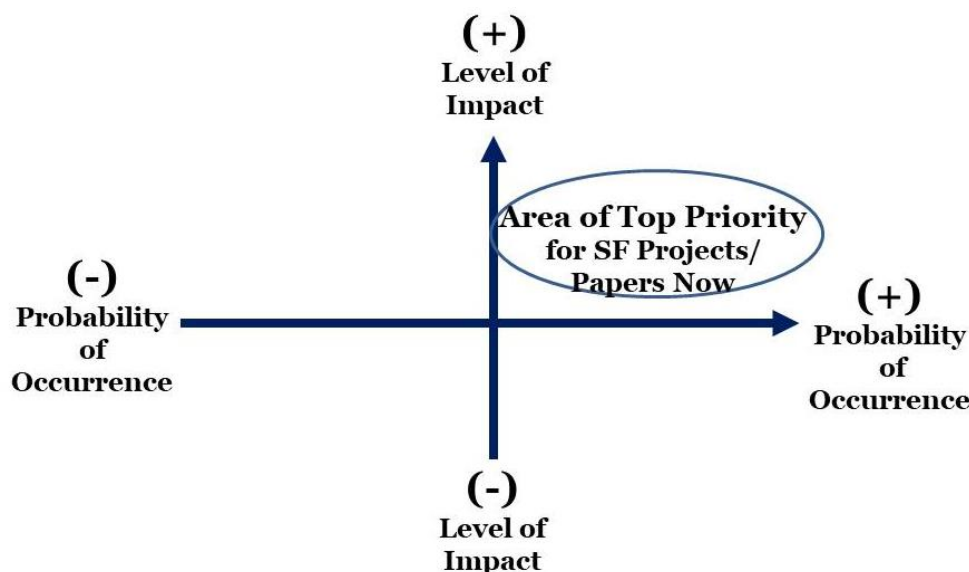 (+)
Level of
Impact
Area of Top Priority
for SF Projects/
Papers Now
(-)
Probability
of
Occurrence
(+)
Probability
of
Occurrence
(-)
Level of
Impact